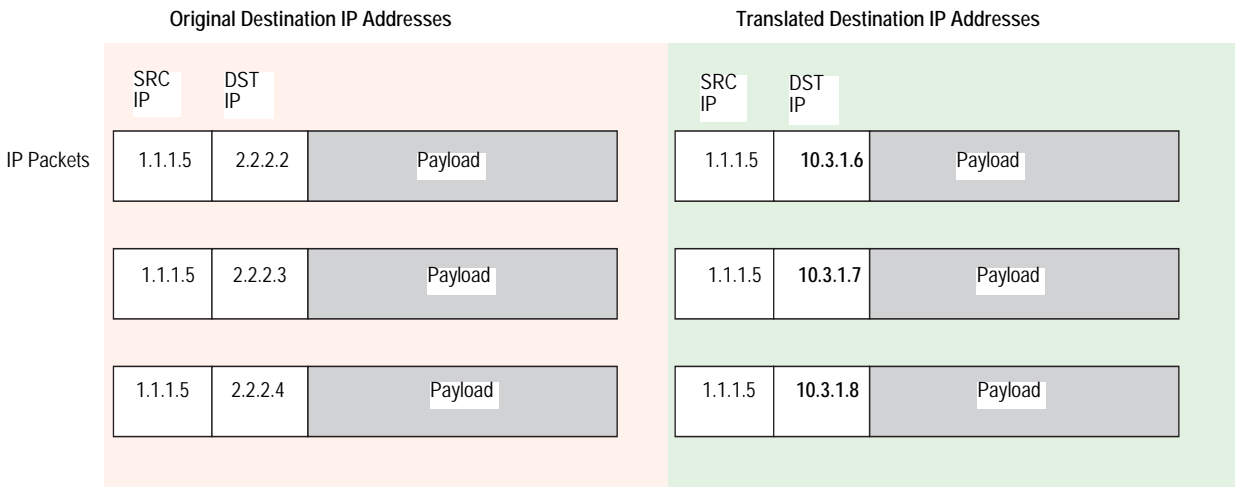 Original Destination IP Addresses
Translated Destination IP Addresses
SRC
IP
DST
IP
SRC
IP
DST
IP
IP Packets
1.1.1.5
2.2.2.2
Payload
1.1.1.5
10.3.1.6
Payload
1.1.1.5
2.2.2.3
Payload
1.1.1.5
10.3.1.7
Payload
1.1.1.5
2.2.2.4
Payload
1.1.1.5
10.3.1.8
Payload